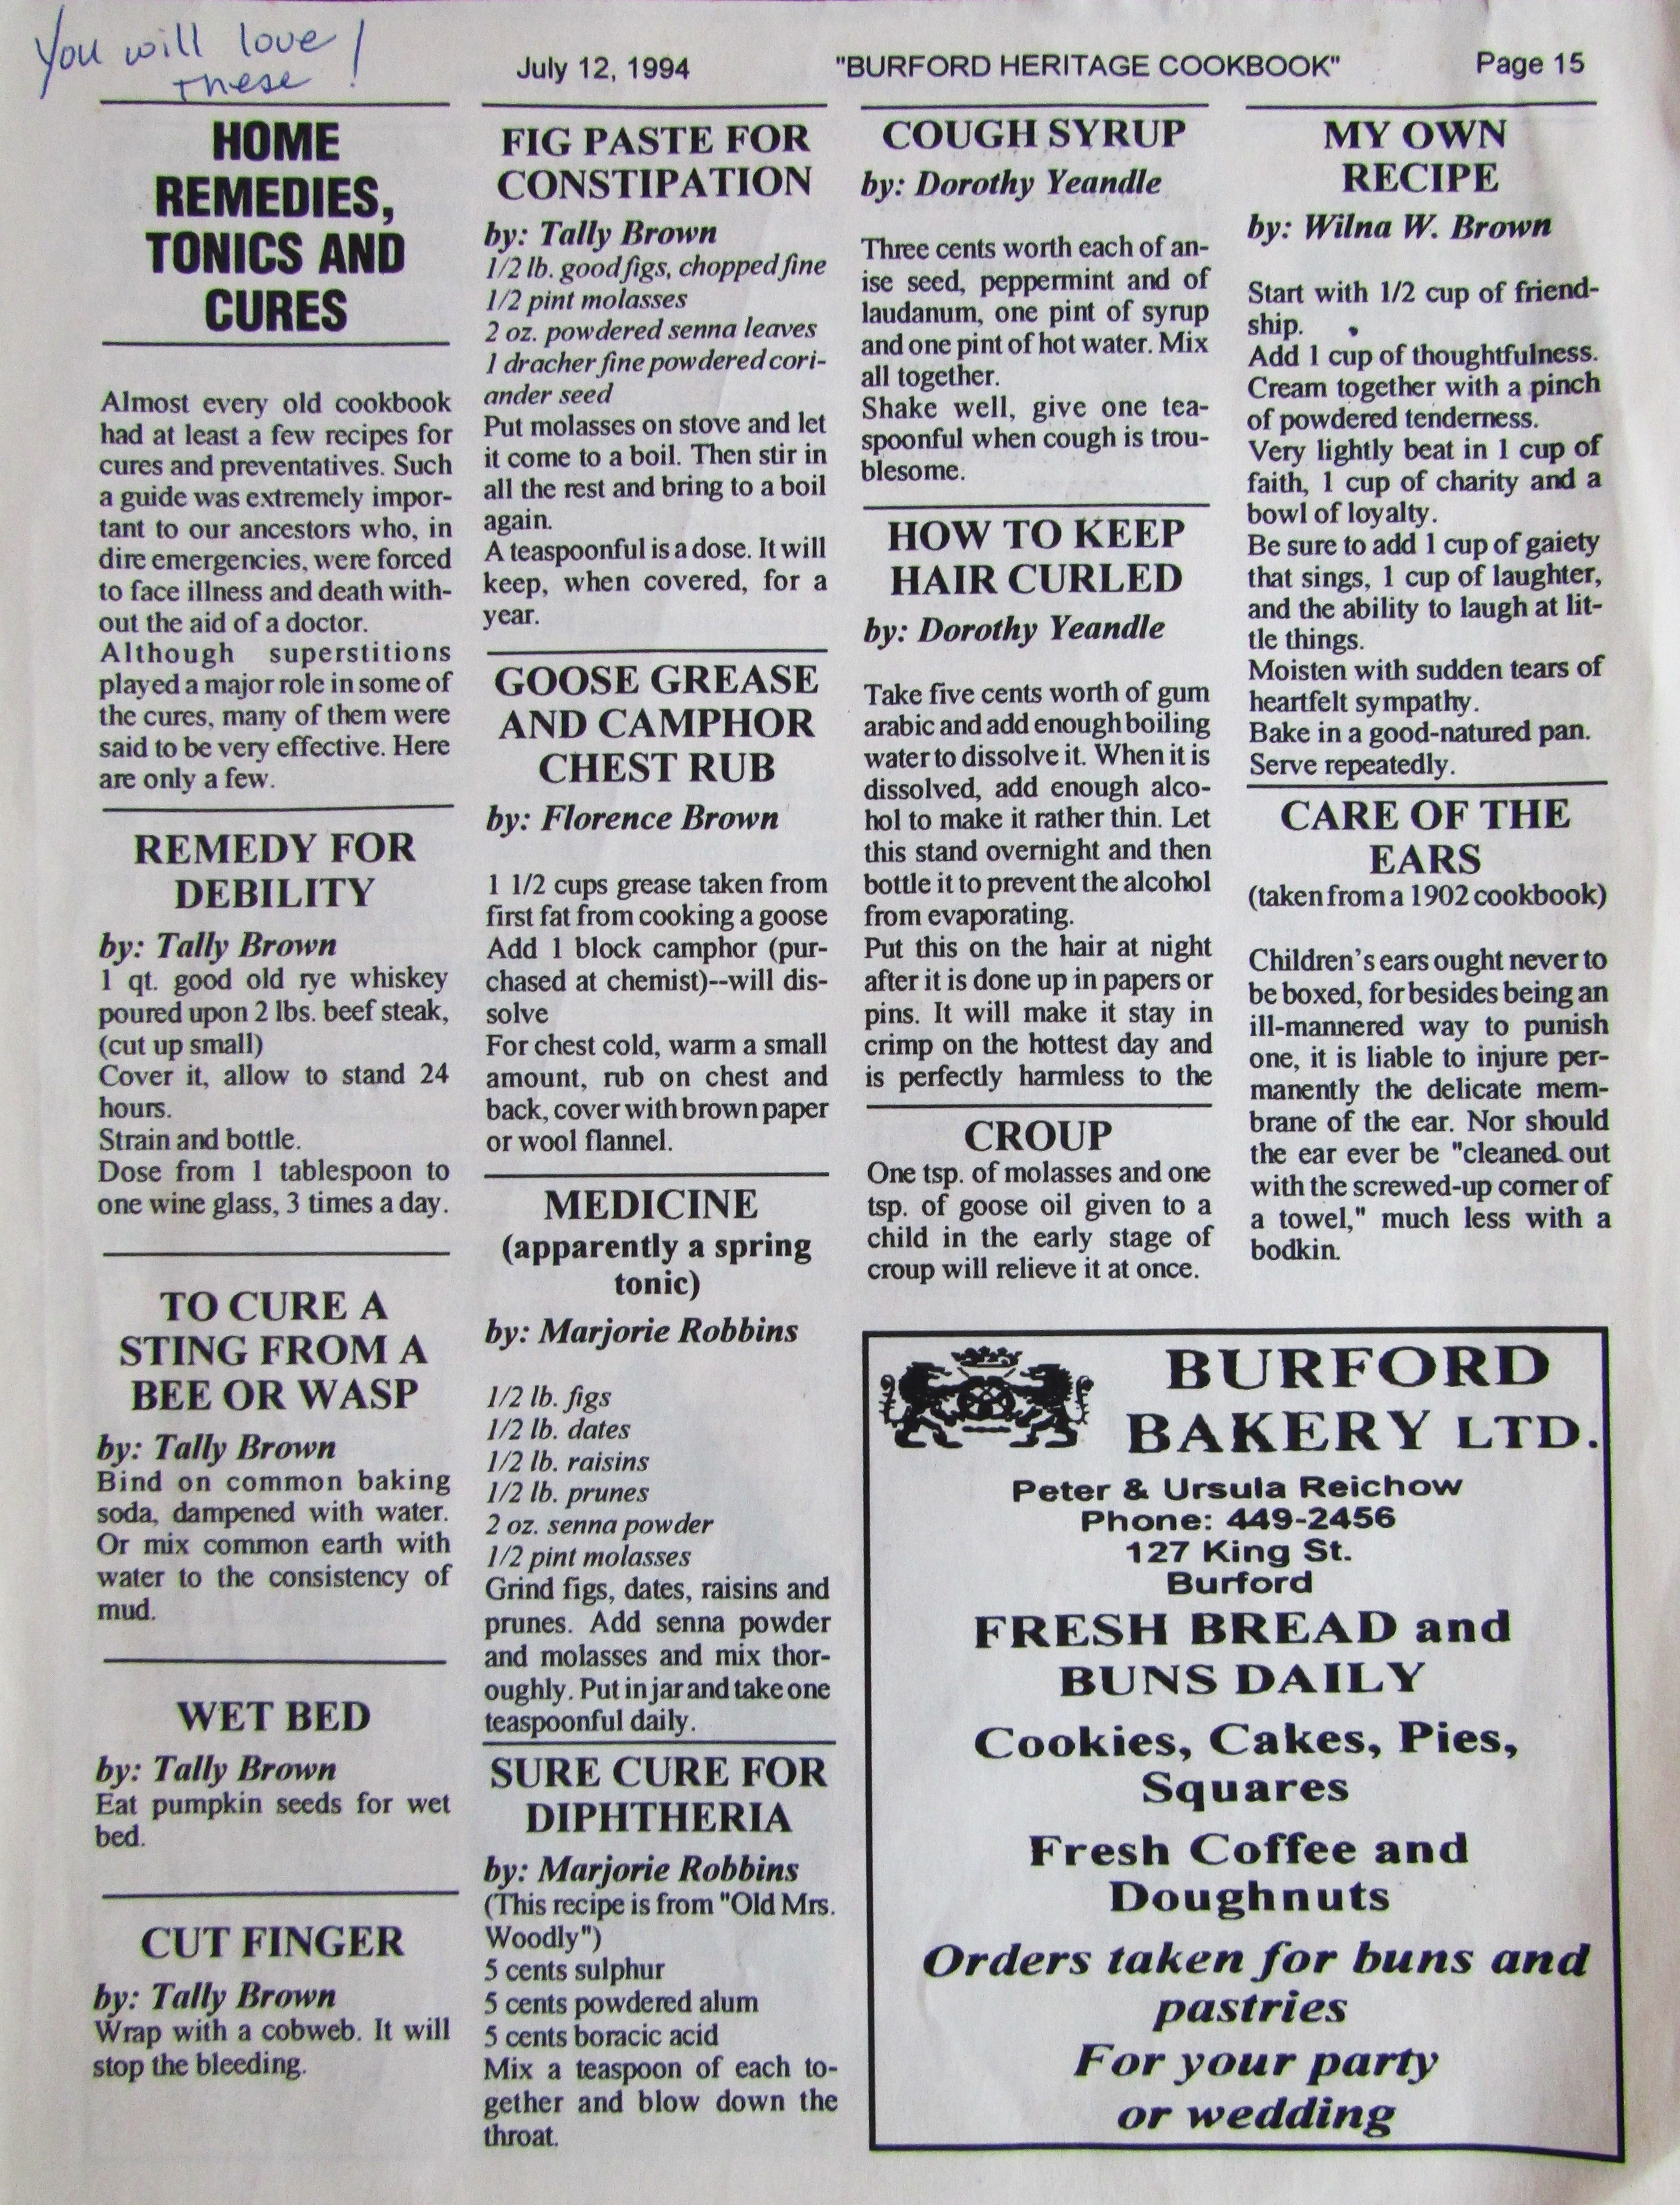 You will love
these!
July 12, 1994
"BURFORD HERITAGE COOKBOOK"
Page 15
HOME
REMEDIES,
TONICS AND
CURES
Almost every old cookbook
had at least a few recipes for
cures and preventatives. Such
a guide was extremely impor-
tant to our ancestors who, in
dire emergencies, were forced
to face illness and death with-
out the aid of a doctor.
Although superstitions
played a major role in some of
the cures, many of them were
said to be very effective. Here
are only a few.
REMEDY FOR
DEBILITY
by: Tally Brown
1 qt. good old rye whiskey
poured upon 2 lbs. beef steak,
(cut up small)
Cover it, allow to stand 24
hours.
Strain and bottle.
Dose from 1 tablespoon to
one wine glass, 3 times a day.
TO CURE A
STING FROM A
BEE OR WASP
by: Tally Brown
Bind on common baking
soda, dampened with water.
Or mix common earth with
water to the consistency of
mud.
WET BED
by: Tally Brown
Eat pumpkin seeds for wet
bed.
CUT FINGER
by: Tally Brown
Wrap with a cobweb. It will
stop the bleeding.
FIG PASTE FOR
CONSTIPATION
by: Tally Brown
1/2 lb. good figs, chopped fine
1/2 pint molasses
2 oz. powdered senna leaves
1 dracher fine powdered cori-
ander seed
Put molasses on stove and let
it come to a boil. Then stir in
all the rest and bring to a boil
again.
A teaspoonful is a dose. It will
keep, when covered, for a
year.
GOOSE GREASE
AND CAMPHOR
CHEST RUB
by: Florence Brown
1 1/2 cups grease taken from
first fat from cooking a goose
Add 1 block camphor (pur-
chased at chemist)--will dis-
solve
For chest cold, warm a small
amount, rub on chest and
back, cover with brown paper
or wool flannel.
MEDICINE
(apparently a spring
tonic)
by: Marjorie Robbins
1/2 lb. figs
1/2 lb. dates
1/2 lb. raisins
1/2 lb. prunes
2 oz. senna powder
1/2 pint molasses
Grind figs, dates, raisins and
prunes. Add senna powder
and molasses and mix thor-
oughly. Put in jar and take one
teaspoonful daily.
SURE CURE FOR
DIPHTHERIA
by: Marjorie Robbins
(This recipe is from "Old Mrs.
Woodly")
5 cents sulphur
5 cents powdered alum
5 cents boracic acid
Mix a teaspoon of each to-
gether and blow down the
throat.
COUGH SYRUP
by: Dorothy Yeandle
Three cents worth each of an-
ise seed, peppermint and of
laudanum, one pint of syrup
and one pint of hot water. Mix
all together.
Shake well, give one tea-
spoonful when cough is trou-
blesome.
HOW TO KEEP
HAIR CURLED
by: Dorothy Yeandle
Take five cents worth of gum
arabic and add enough boiling
water to dissolve it. When it is
dissolved, add enough alco-
hol to make it rather thin. Let
this stand overnight and then
bottle it to prevent the alcohol
from evaporating.
Put this on the hair at night
after it is done up in papers or
pins. It will make it stay in
crimp on the hottest day and
is perfectly harmless to the
CROUP
One tsp. of molasses and one
tsp. of goose oil given to a
child in the early stage of
croup will relieve it at once.
MY OWN
RECIPE
by: Wilna W. Brown
Start with 1/2 cup of friend-
ship.
Add 1 cup of thoughtfulness.
Cream together with a pinch
of powdered tenderness.
Very lightly beat in 1 cup of
faith, 1 cup of charity and a
bowl of loyalty.
Be sure to add 1 cup of gaiety
that sings, 1 cup of laughter,
and the ability to laugh at lit-
tle things.
Moisten with sudden tears of
heartfelt sympathy.
Bake in a good-natured pan.
Serve repeatedly.
CARE OF THE
EARS
(taken from a 1902 cookbook)
Children's ears ought never to
be boxed, for besides being an
ill-mannered way to punish
one, it is liable to injure per-
manently the delicate mem-
brane of the ear. Nor should
the ear ever be "cleaned out
with the screwed-up corner of
a towel," much less with a
bodkin.
BURFORD
BAKERY LTD.
Peter & Ursula Reichow
Phone: 449-2456
127 King St.
Burford
FRESH BREAD and
BUNS DAILY
Cookies, Cakes, Pies,
Squares
Fresh Coffee and
Doughnuts
Orders taken for buns and
pastries
For your party
or wedding